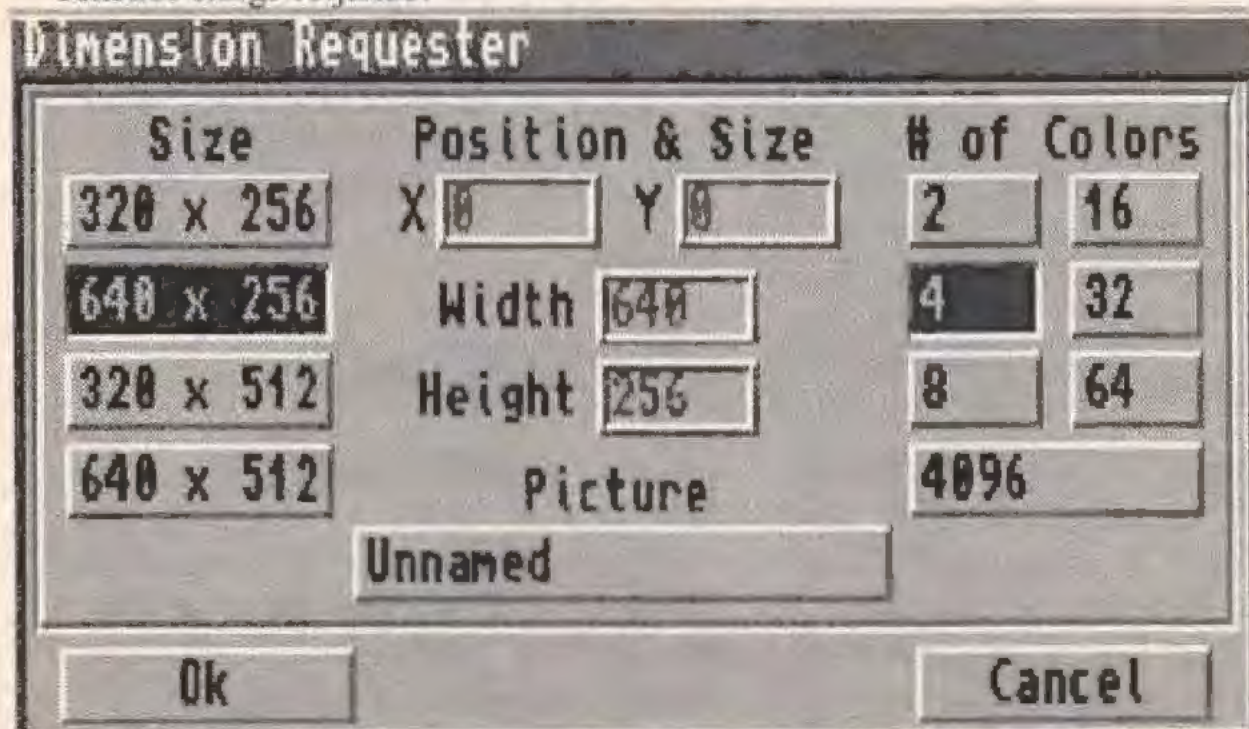 Dimension Requester
Size Position & Size # of Colors
320 x 256 X 0 Y 0 2 16
640 x 256 Width 640 4 32
320 x 512 Height 256 8 64
640 x 512 Picture 4096
Unnamed
Ok Cancel